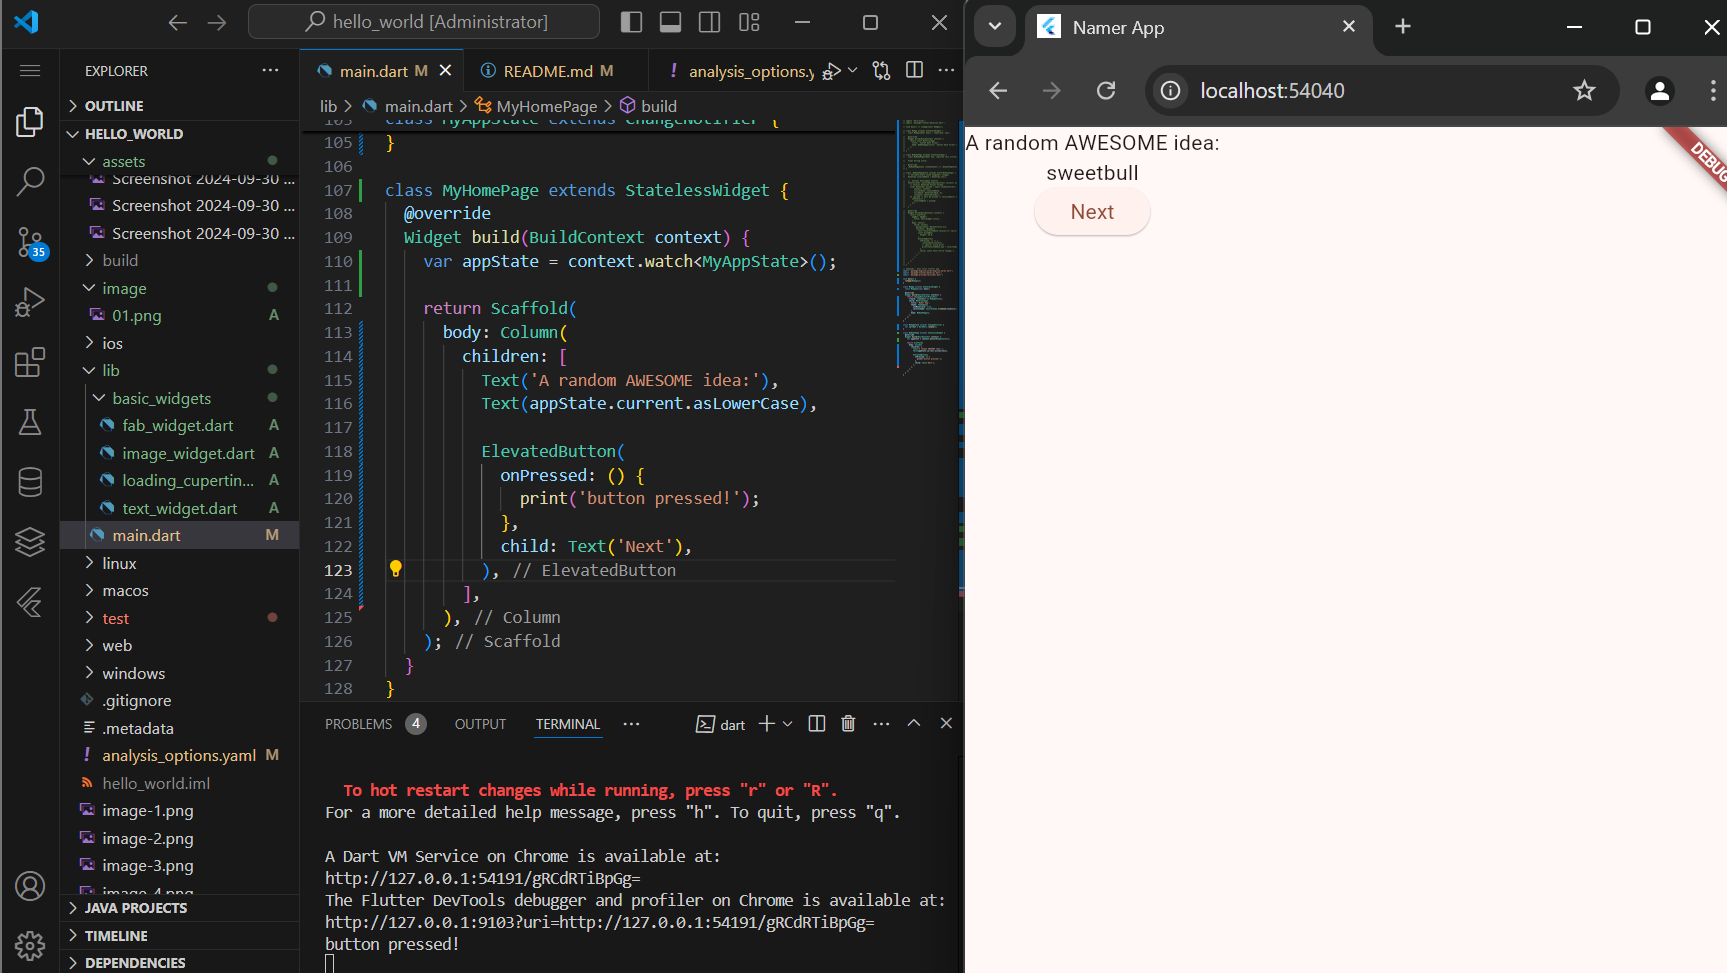 hello_world [Administrator]
EXPLORER
OUTLINE
HELLO_WORLD
assets
Screenshot 2024-09-30 ...
Screenshot 2024-09-30 ...
Screenshot 2024-09-30 ...
build
image
01.png A
ios
lib
basic_widgets
fab_widget.dart A
image_widget.dart A
loading_cupertin... A
text_widget.dart A
main.dart M
linux
macos
test
web
windows
.gitignore
.metadata
analysis_options.yaml M
hello_world.iml
image-1.png
image-2.png
image-3.png
image-4.png
JAVA PROJECTS
TIMELINE
DEPENDENCIES
35
main.dart M
README.md M
analysis_options.y
lib > main.dart > MyHomePage > build
103 class MyAppState extends ChangeNotifier {
105 }
106
107 class MyHomePage extends StatelessWidget {
108 @override
109 Widget build(BuildContext context) {
110 var appState = context.watch<MyAppState>();
111
112 return Scaffold(
113 body: Column(
114 children: [
115 Text('A random AWESOME idea:'),
116 Text(appState.current.asLowerCase),
117
118 ElevatedButton(
119 onPressed: () {
120 print('button pressed!');
121 },
122 child: Text('Next'),
123 ), // ElevatedButton
124 ],
125 ), // Column
126 ); // Scaffold
127 }
128 }
PROBLEMS 4 OUTPUT TERMINAL dart
To hot restart changes while running, press "r" or "R".
For a more detailed help message, press "h". To quit, press "q".
A Dart VM Service on Chrome is available at:
http://127.0.0.1:54191/gRCdRTiBpGg=
The Flutter DevTools debugger and profiler on Chrome is available at:
http://127.0.0.1:9103?uri=http://127.0.0.1:54191/gRCdRTiBpGg=
button pressed!
Namer App
localhost:54040
A random AWESOME idea:
sweetbull
Next
DEBUG